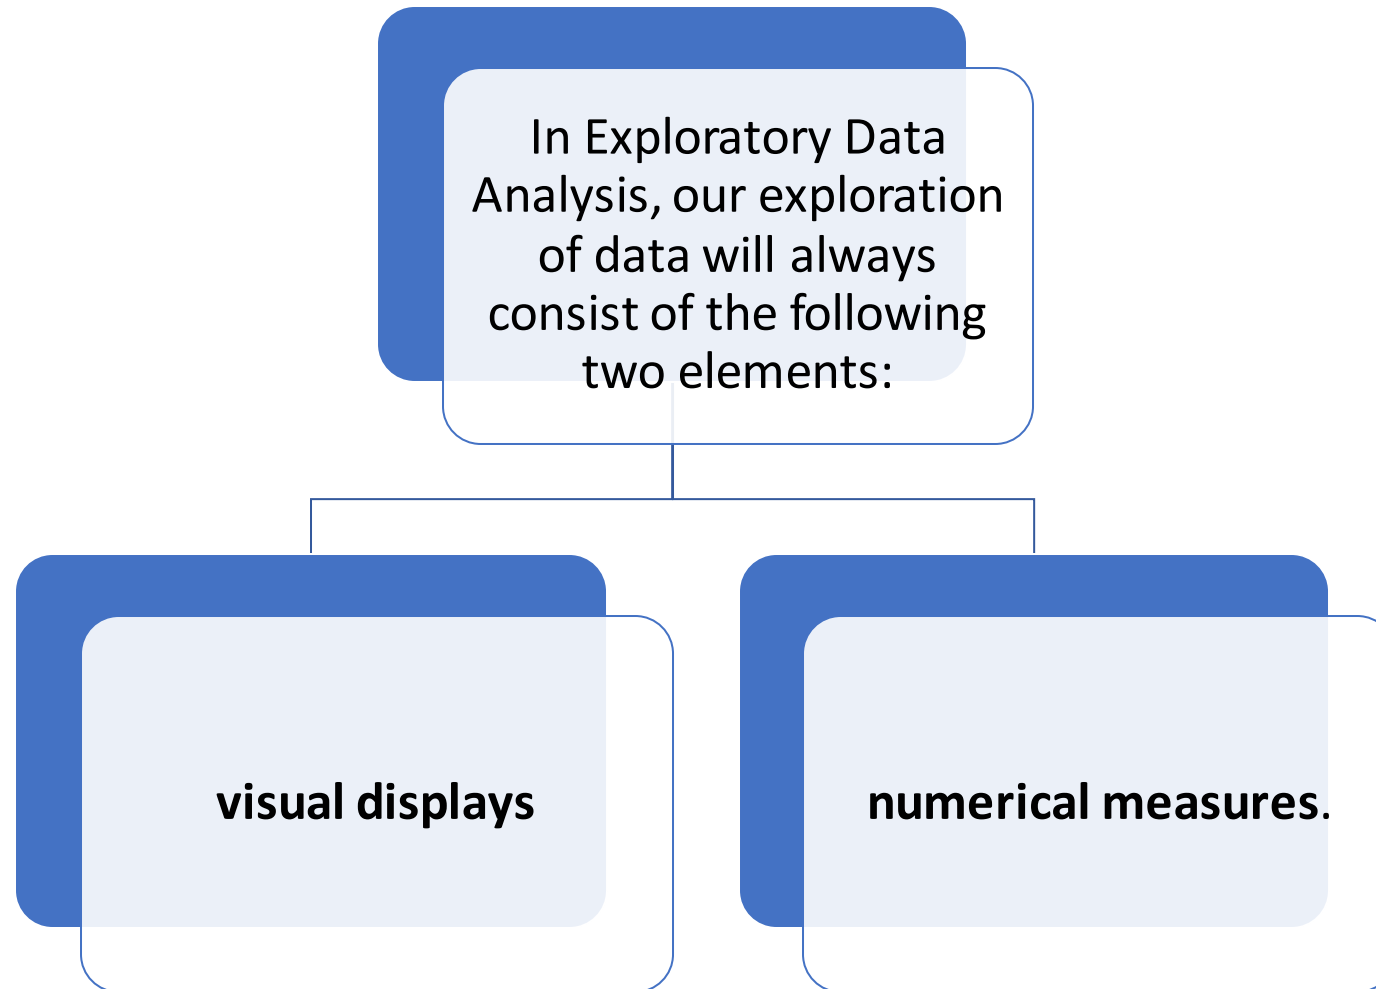 In Exploratory Data
Analysis, our exploration
of data will always
consist of the following
two elements:
visual displays
numerical measures.